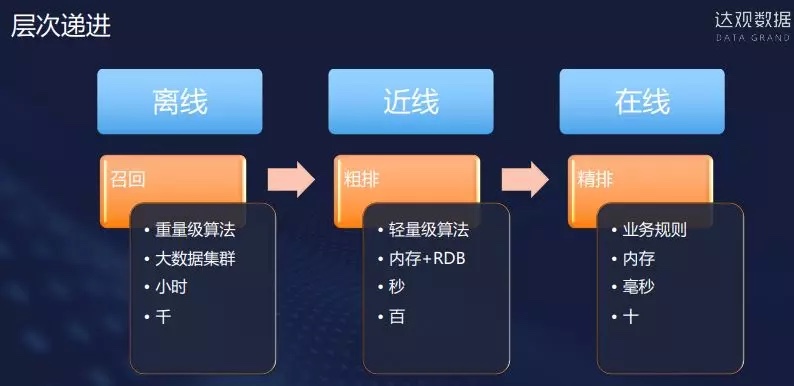 层次递进
达观数据
DATA GRAND
离线
近线
在线
召回
• 重量级算法
• 大数据集群
• 小时
• 千
粗排
• 轻量级算法
• 内存+RDB
• 秒
• 百
精排
• 业务规则
• 内存
• 毫秒
• 十